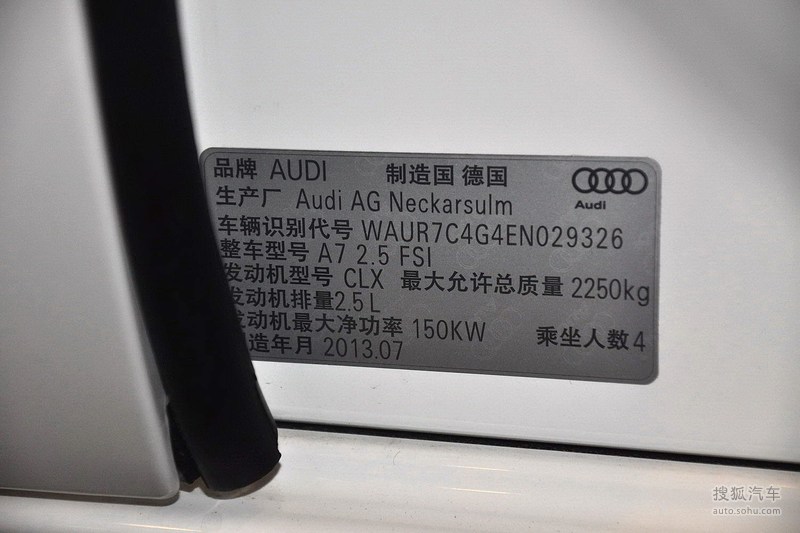 品牌 AUDI 制造国 德国
Audi
生产厂 Audi AG Neckarsulm
车辆识别代号 WAUR7C4G4EN029326
整车型号 A7 2.5 FSI
发动机型号 CLX 最大允许总质量 2250kg
发动机排量2.5L
发动机最大净功率 150KW 乘坐人数4
造年月 2013.07
搜狐汽车
auto.sohu.com